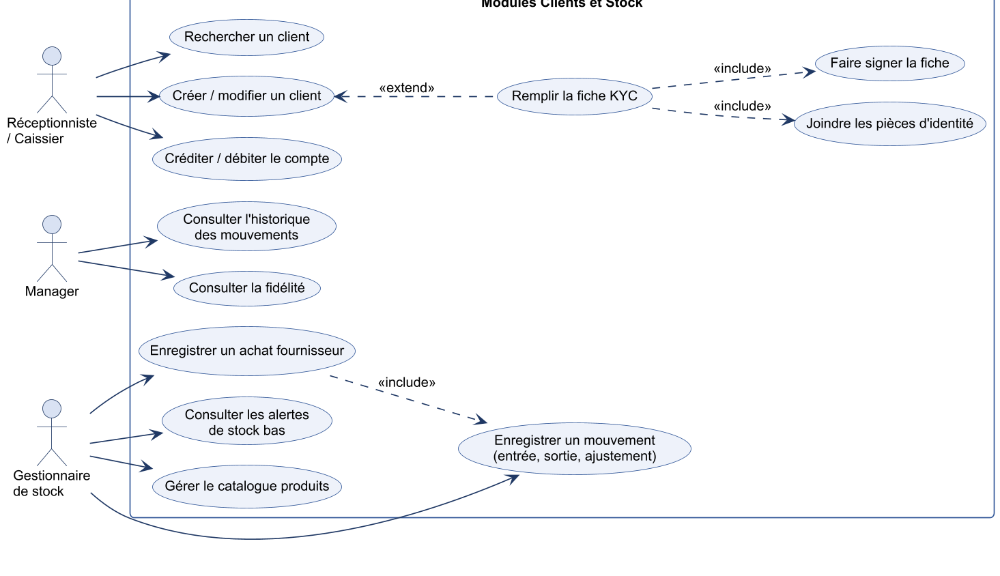 Modules Clients et Stock
Rechercher un client
Faire signer la fiche
«include»
«extend»
Créer / modifier un client
Remplir la fiche KYC
«include»
Joindre les pièces d'identité
Réceptionniste
/ Caissier
Créditer / débiter le compte
Consulter l'historique
des mouvements
Consulter la fidélité
Manager
Enregistrer un achat fournisseur
«include»
Consulter les alertes
de stock bas
Enregistrer un mouvement
(entrée, sortie, ajustement)
Gestionnaire
de stock
Gérer le catalogue produits